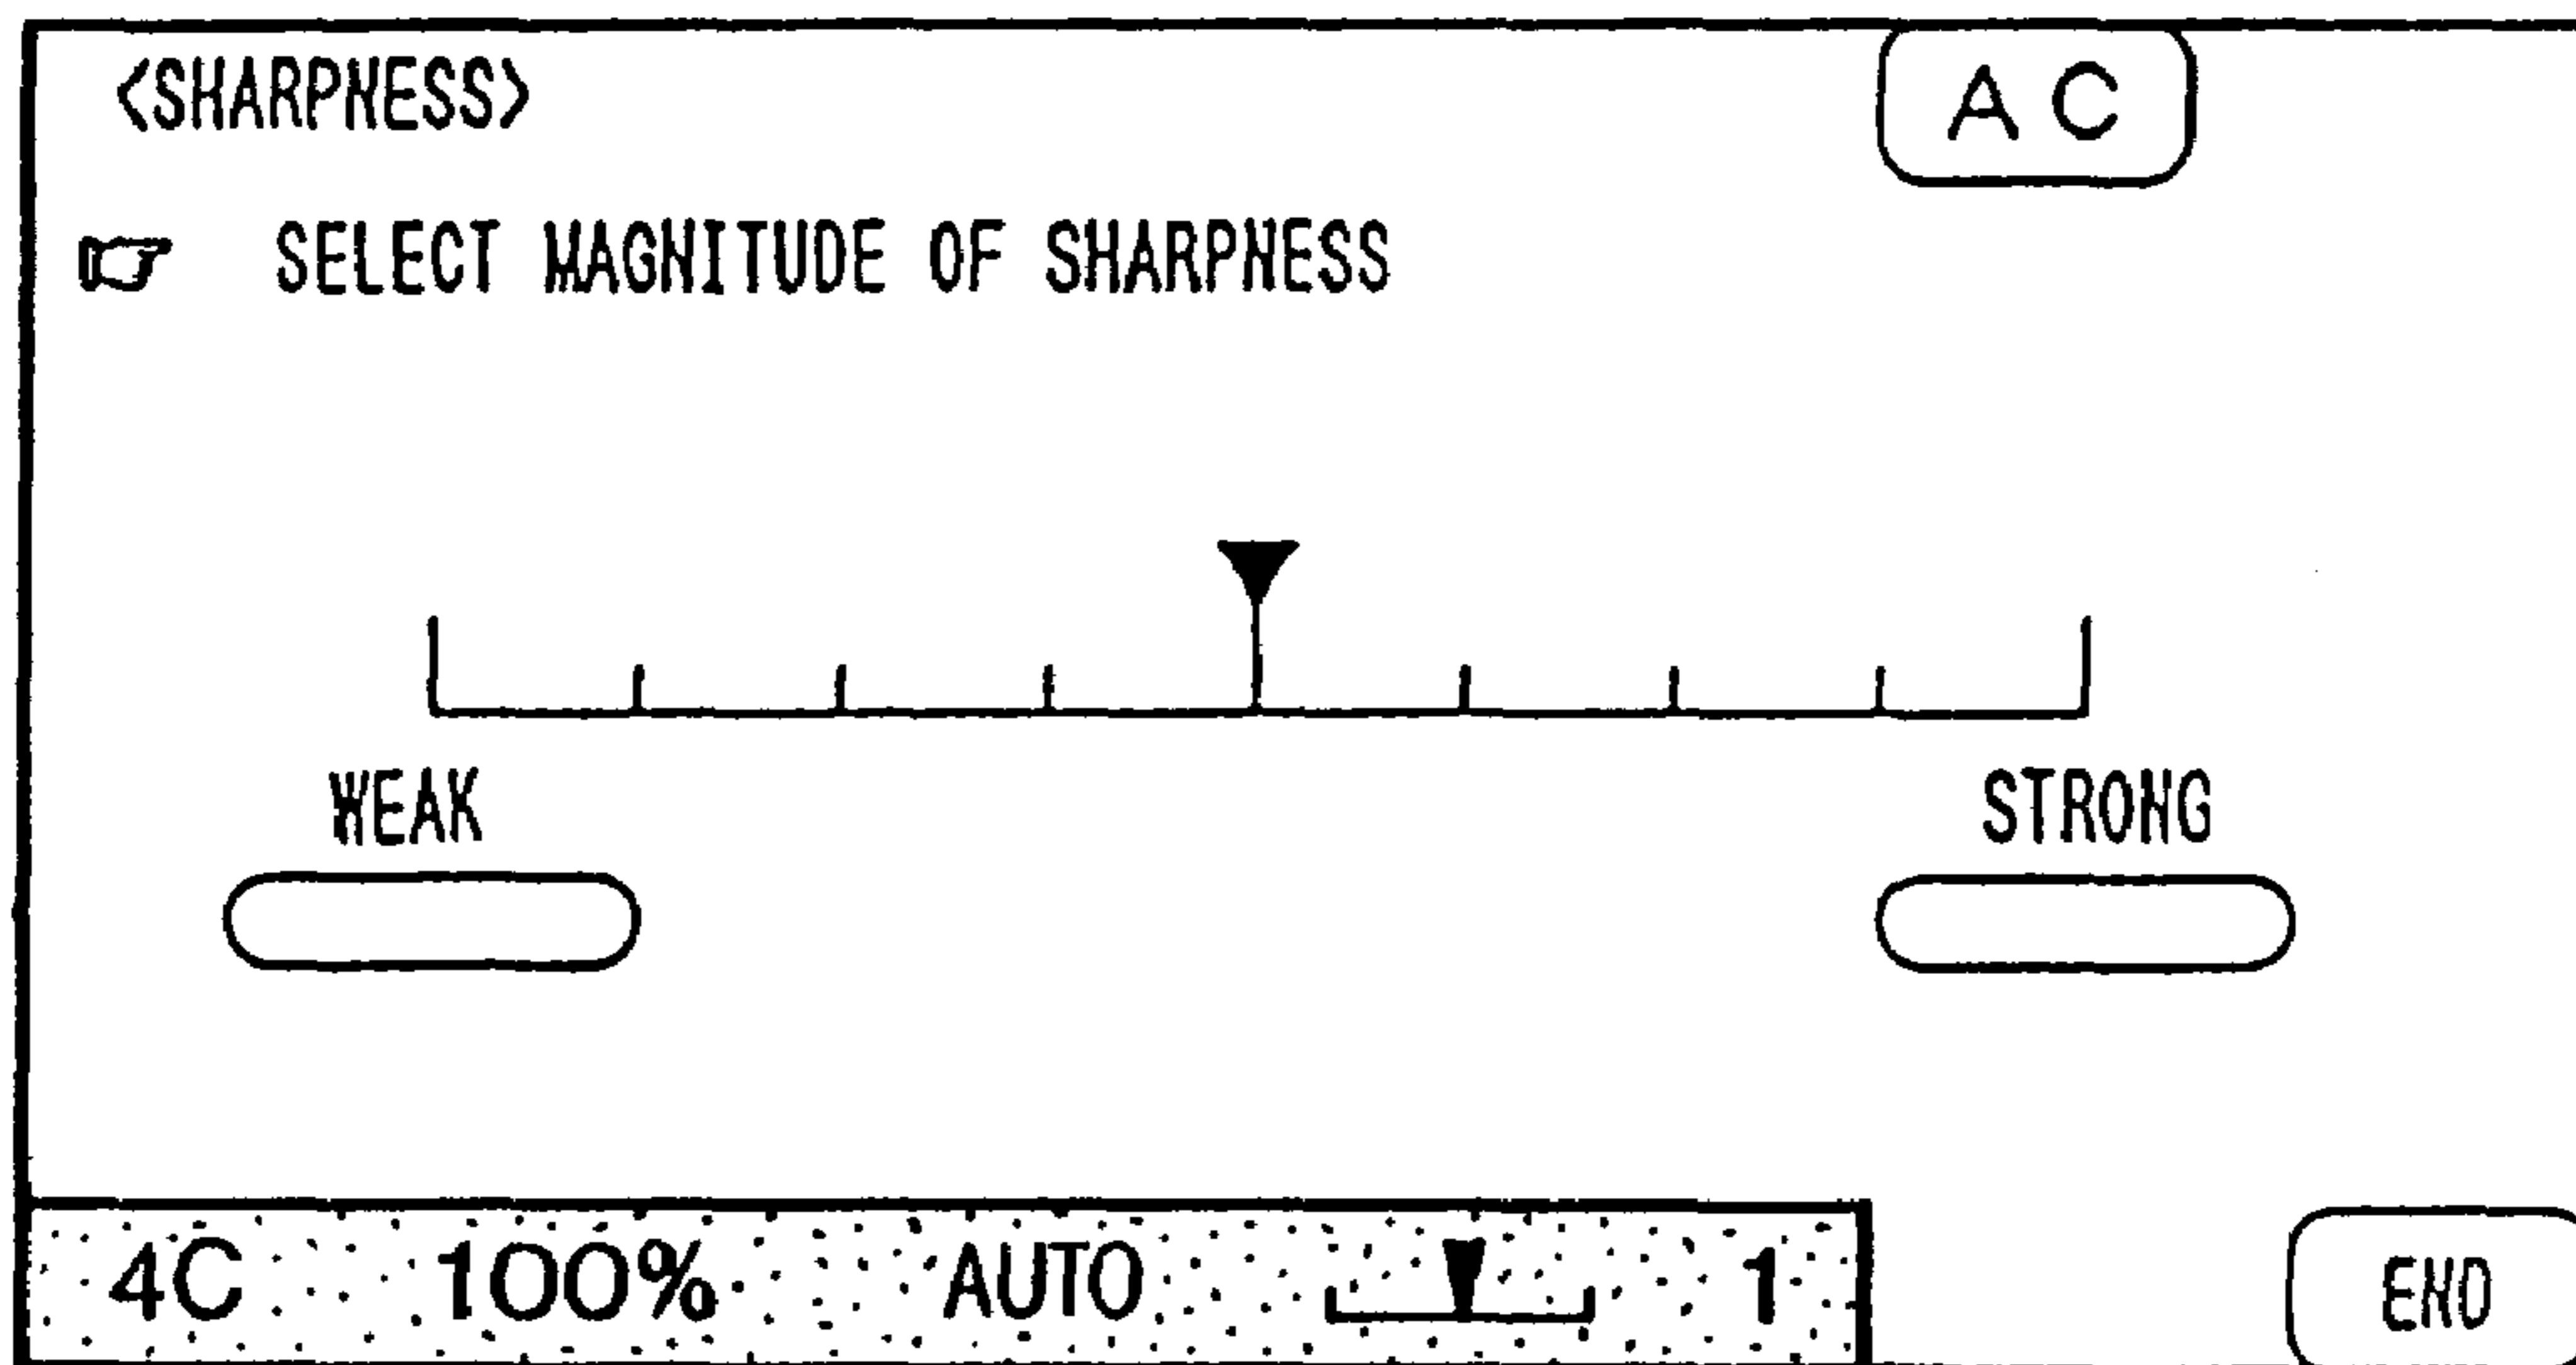 <SHARPNESS>
AC
SELECT MAGNITUDE OF SHARPNESS
WEAK
STRONG
4C 100% AUTO 1
END